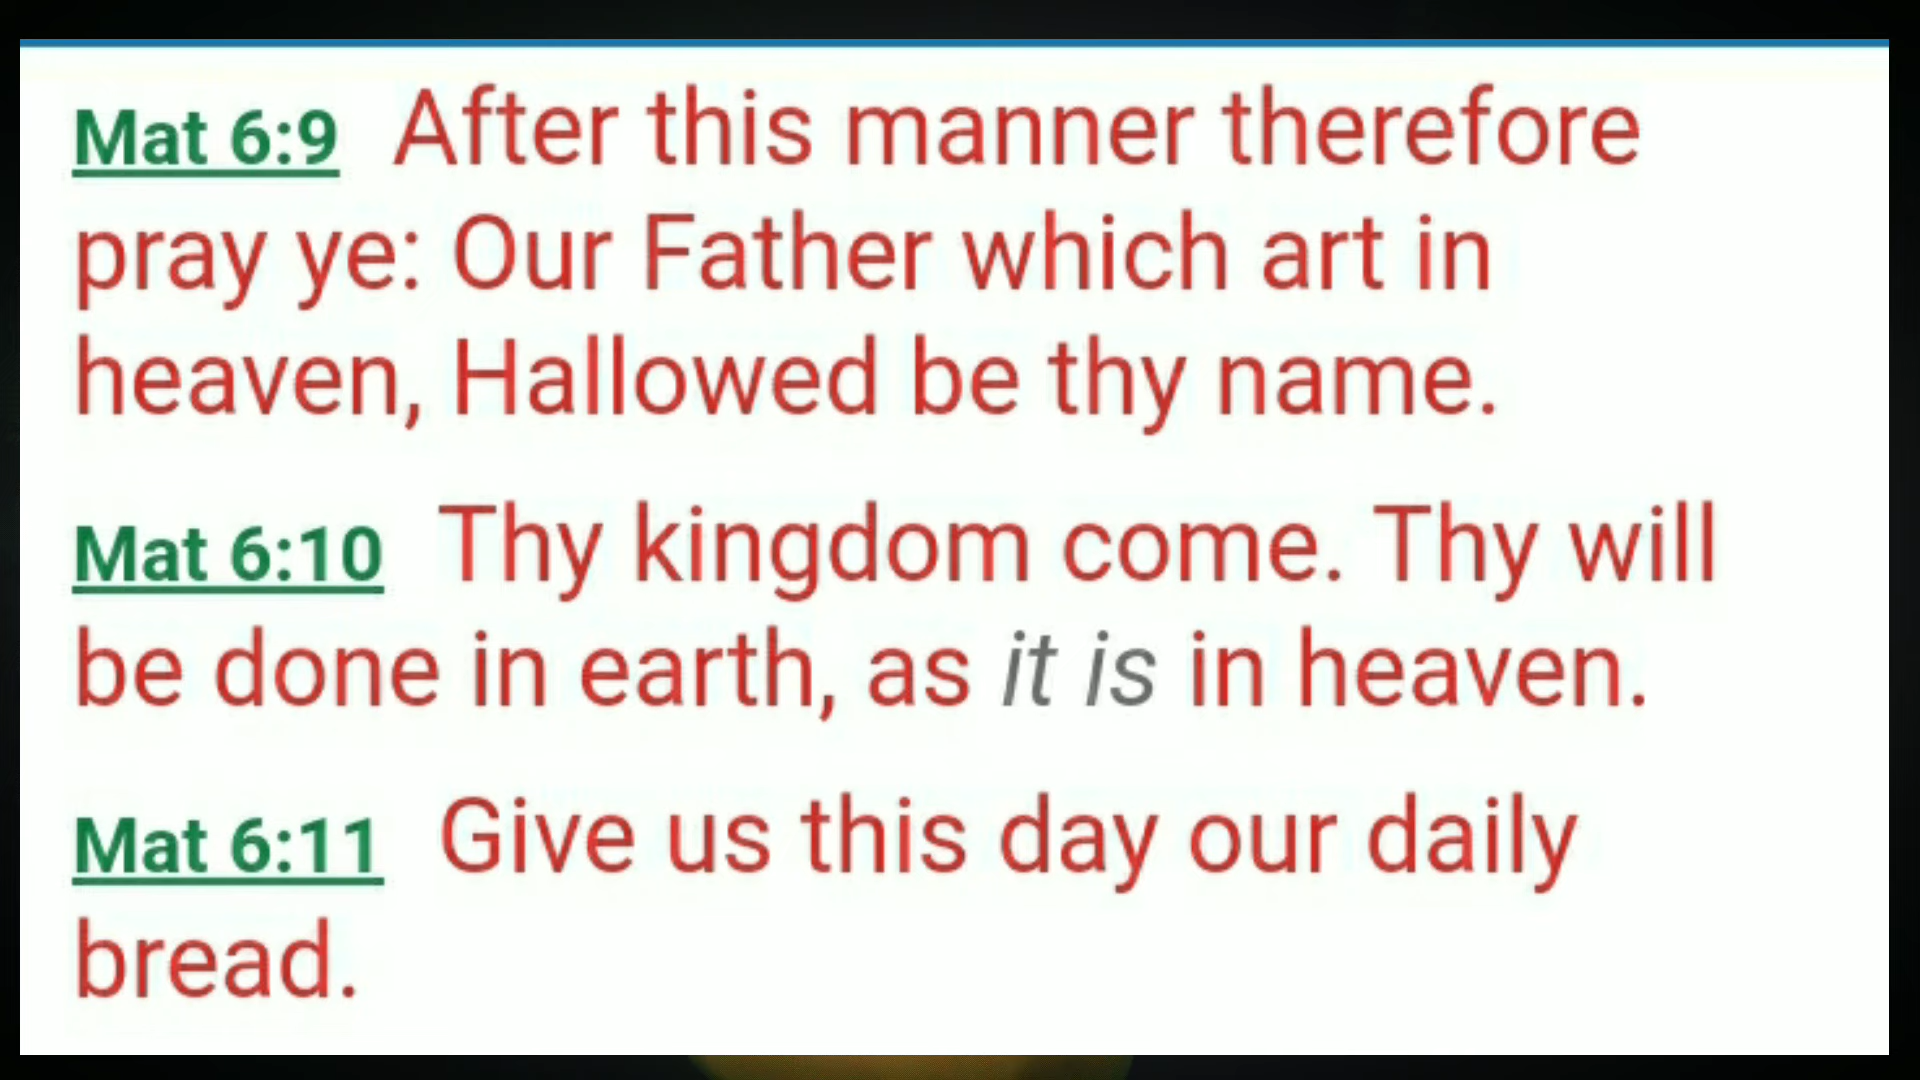 Mat 6:9 After this manner therefore
pray ye: Our Father which art in
heaven, Hallowed be thy name.
Mat 6:10 Thy kingdom come. Thy will
be done in earth, as it is in heaven.
Mat 6:11 Give us this day our daily
bread.